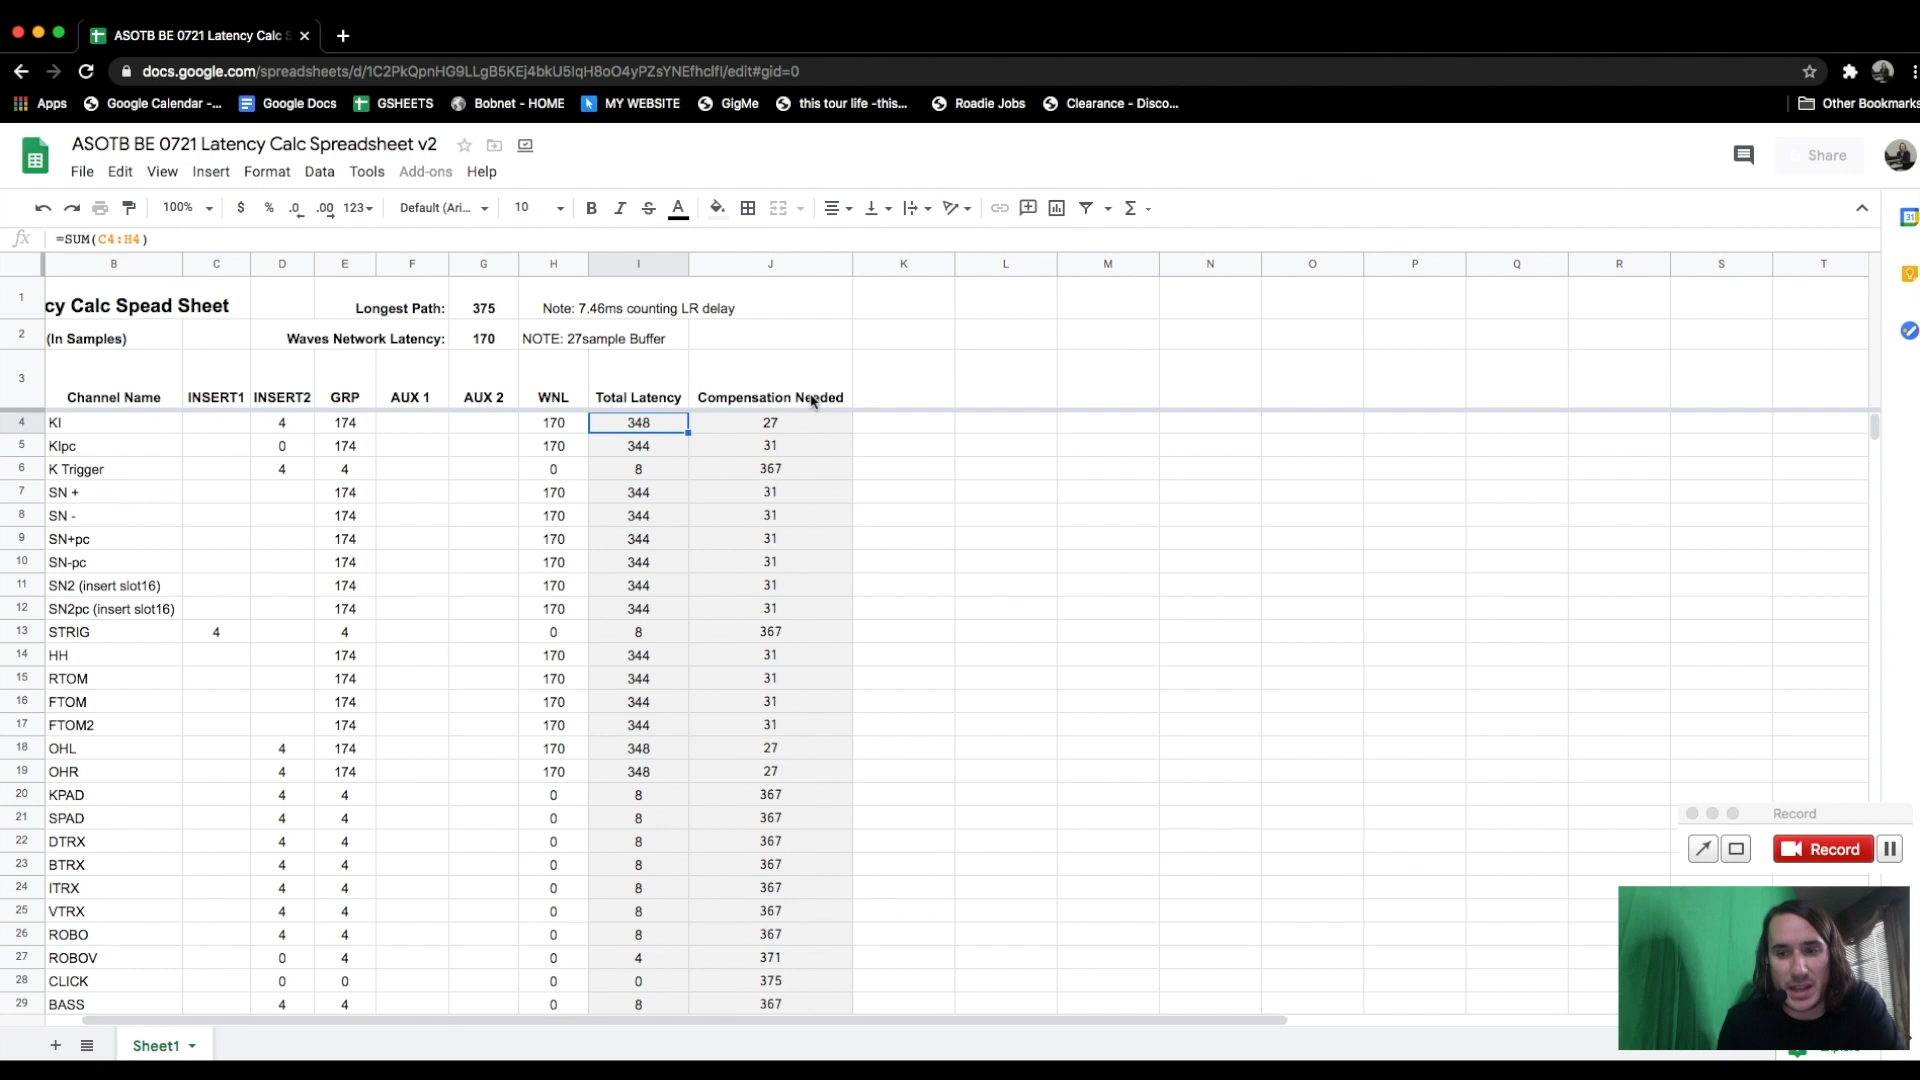 ASOTB BE 0721 Latency Calc S
docs.google.com/spreadsheets/d/1C2PkQpnHG9LLgB5KEj4bkU5IqH8oO4yPZsYNEfhcIfI/edit#gid=0
Apps Google Calendar -... Google Docs GSHEETS Bobnet - HOME MY WEBSITE GigMe this tour life -this... Roadie Jobs Clearance - Disco... Other Bookmarks
ASOTB BE 0721 Latency Calc Spreadsheet v2
Share
File Edit View Insert Format Data Tools Add-ons Help
100% $ % .0 .00 123 Default (Ari... 10 B I S A Σ
31
fx =SUM(C4:H4)
B C D E F G H I J K L M N O P Q R S T
1 cy Calc Spead Sheet Longest Path: 375 Note: 7.46ms counting LR delay
2 (In Samples) Waves Network Latency: 170 NOTE: 27sample Buffer
3 Channel Name INSERT1 INSERT2 GRP AUX 1 AUX 2 WNL Total Latency Compensation Needed
4 KI 4 174 170 348 27
5 KIpc 0 174 170 344 31
6 K Trigger 4 4 0 8 367
7 SN + 174 170 344 31
8 SN - 174 170 344 31
9 SN+pc 174 170 344 31
10 SN-pc 174 170 344 31
11 SN2 (insert slot16) 174 170 344 31
12 SN2pc (insert slot16) 174 170 344 31
13 STRIG 4 4 0 8 367
14 HH 174 170 344 31
15 RTOM 174 170 344 31
16 FTOM 174 170 344 31
17 FTOM2 174 170 344 31
18 OHL 4 174 170 348 27
19 OHR 4 174 170 348 27
20 KPAD 4 4 0 8 367
21 SPAD 4 4 0 8 367
22 DTRX 4 4 0 8 367
23 BTRX 4 4 0 8 367
24 ITRX 4 4 0 8 367
25 VTRX 4 4 0 8 367
26 ROBO 4 4 0 8 367
27 ROBOV 0 4 0 4 371
28 CLICK 0 0 0 0 375
29 BASS 4 4 0 8 367
Record
Record
Sheet1